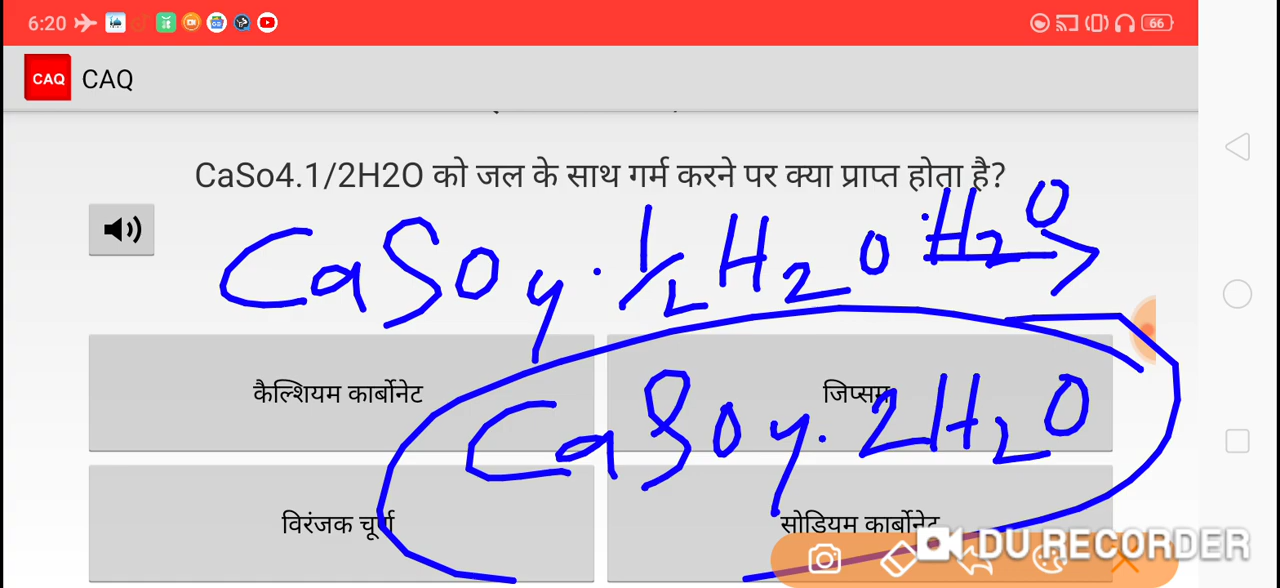 6:20 66
CAQ CAQ
CaSo4.1/2H2O को जल के साथ गर्म करने पर क्या प्राप्त होता है?
CaSO4.1/2H2O H2O
कैल्शियम कार्बोनेट जिप्सम
CaSO4.2H2O
विरंजक चूर्ण सोडियम कार्बोनेट
DU RECORDER